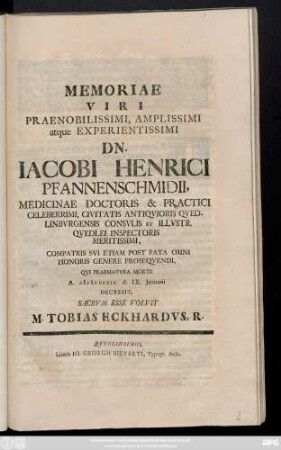 MEMORIAE
VIRI
PRAENOBILISSIMI, AMPLISSIMI
atque EXPERIENTISSIMI
DN.
IACOBI HENRICI
PFANNENSCHMIDII,
MEDICINAE DOCTORIS & PRACTICI
CELEBERRIMI, CIVITATIS ANTIQVIORIS QVED-
LINBVRGENSIS CONSVLIS ET ILLVSTR.
QVEDLEI INSPECTORIS
MERITISSIMI,
COMPATRIS SVI ETIAM POST FATA OMNI
HONORIS GENERE PROSEQVENDI,
QVI PRAEMATVRA MORTE
A. d. IX. Januarii
DECESSIT,
SACRVM ESSE VOLVIT
M. TOBIAS ECKHARDVS. R.
QVEDLINBVRGI,
Literis IO. GEORGII SIEVERTI, Typogr. Aulic.